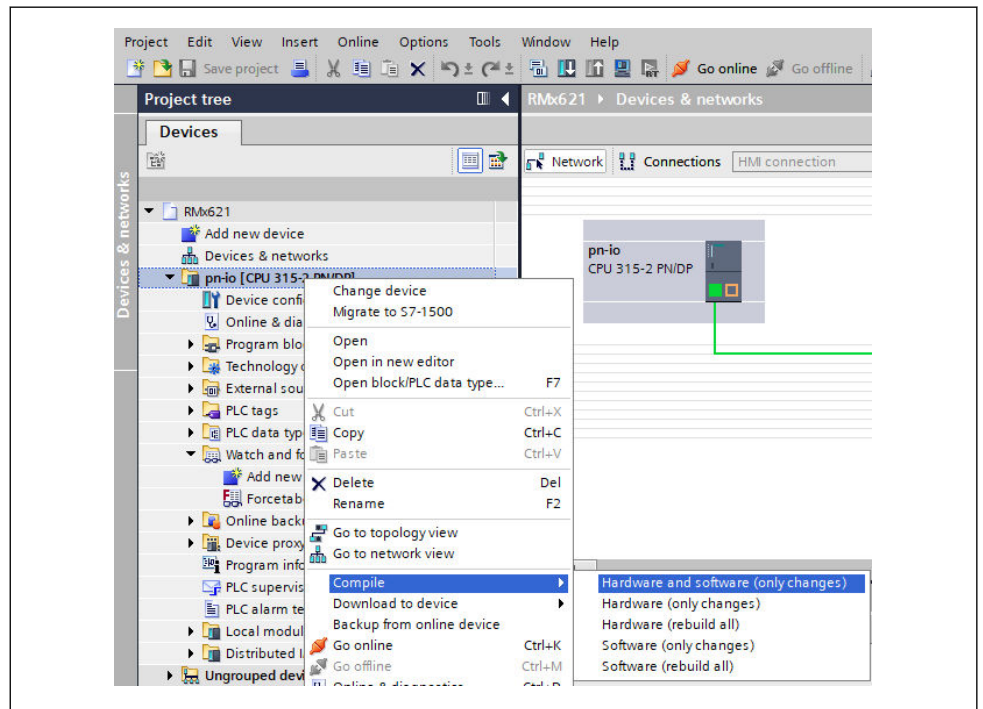 Project Edit View Insert Online Options Tools Window Help
Save project Go online Go offline
Project tree
RMx621 Devices & networks
Devices
Network Connections HMI connection
Devices & networks
RMx621
Add new device
Devices & networks
pn-io [CPU 315-2 PN/DP]
Device confi
Online & dia
Program blo
Technology
External sou
PLC tags
PLC data typ
Watch and fo
Add new
Forcetab
Online back
Device proxy
Program info
PLC supervis
PLC alarm te
Local modul
Distributed I
Ungrouped devi
pn-io
CPU 315-2 PN/DP
Change device
Migrate to S7-1500
Open
Open in new editor
Open block/PLC data type... F7
Cut Ctrl+X
Copy Ctrl+C
Paste Ctrl+V
Delete Del
Rename F2
Go to topology view
Go to network view
Compile
Download to device
Backup from online device
Go online Ctrl+K
Go offline Ctrl+M
Online & diagnostics Ctrl+D
Hardware and software (only changes)
Hardware (only changes)
Hardware (rebuild all)
Software (only changes)
Software (rebuild all)